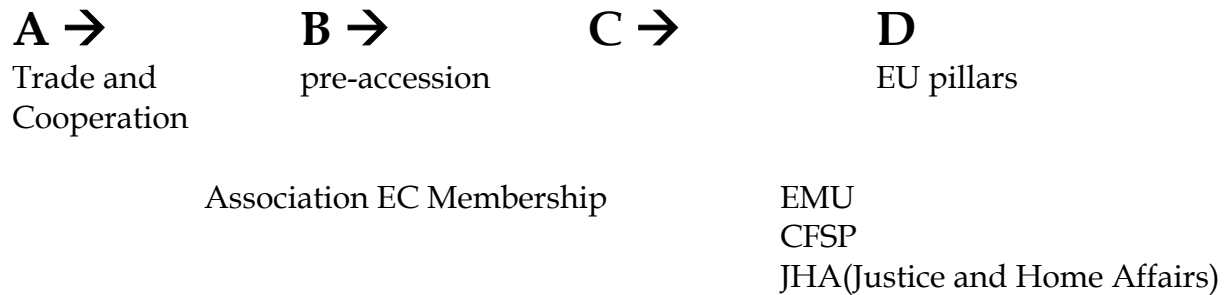 A → B → C → D
Trade and pre-accession EU pillars
Cooperation
Association EC Membership EMU
CFSP
JHA(Justice and Home Affairs)